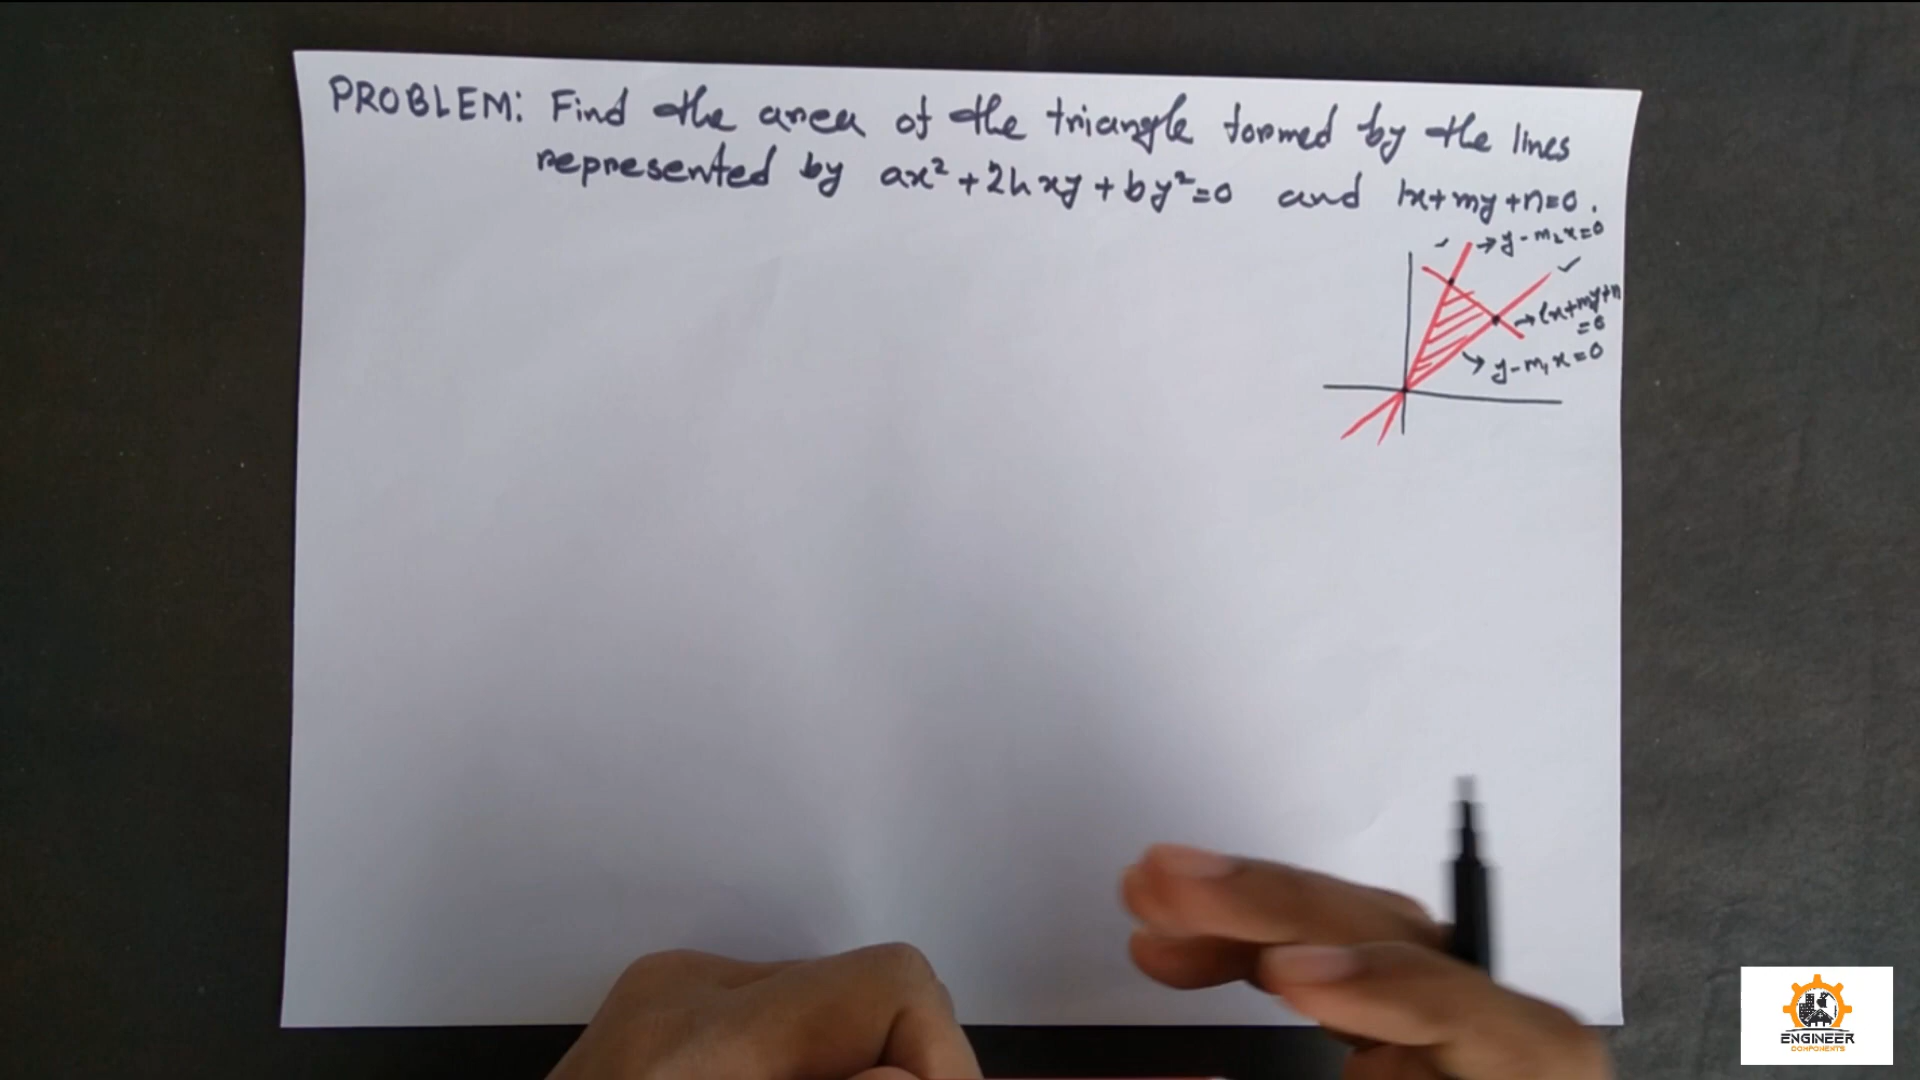 PROBLEM: Find the area of the triangle formed by the lines
represented by ax² + 2hxy + by² = 0 and lx + my + n = 0.
→ y - m₂x = 0
→ lx + my + n
= 0
→ y - m₁x = 0
ENGINEER
COMPONENTS